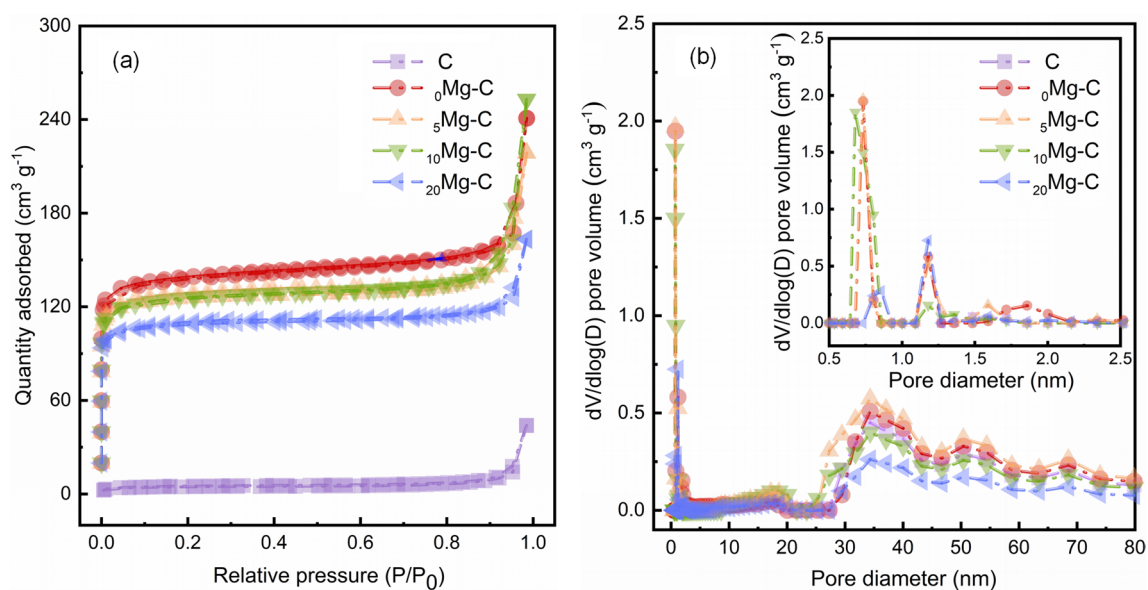 (a)
C
₀Mg-C
₅Mg-C
₁₀Mg-C
₂₀Mg-C
300
240
180
120
60
0
Quantity adsorbed (cm³ g⁻¹)
0.0 0.2 0.4 0.6 0.8 1.0
Relative pressure (P/P₀)
(b)
C
₀Mg-C
₅Mg-C
₁₀Mg-C
₂₀Mg-C
2.5
2.0
1.5
1.0
0.5
0.0
dV/dlog(D) pore volume (cm³ g⁻¹)
0 10 20 30 40 50 60 70 80
Pore diameter (nm)
2.5
2.0
1.5
1.0
0.5
0.0
dV/dlog(D) pore volume (cm³ g⁻¹)
0.5 1.0 1.5 2.0 2.5
Pore diameter (nm)
C
₀Mg-C
₅Mg-C
₁₀Mg-C
₂₀Mg-C